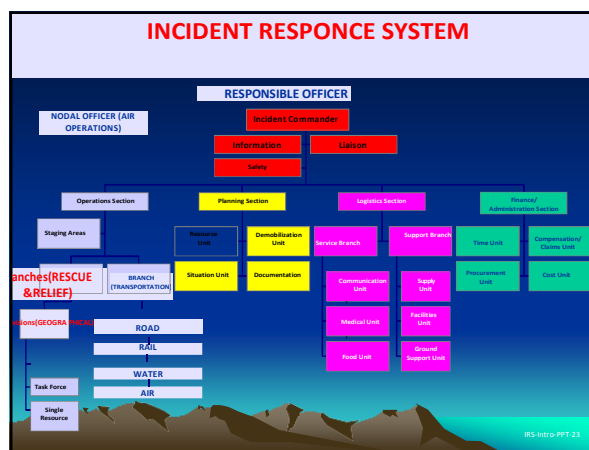 INCIDENT RESPONCE SYSTEM
RESPONSIBLE OFFICER
NODAL OFFICER (AIR
OPERATIONS)
Incident Commander
Information
Liaison
Safety
Operations Section
Planning Section
Logistics Section
Finance/
Administration Section
Staging Areas
Resource
Unit
Demobilization
Unit
Service Branch
Support Branch
Time Unit
Compensation/
Claims Unit
anches(RESCUE
&RELIEF)
BRANCH
(TRANSPORTATION
Situation Unit
Documentation
Communication
Unit
Supply
Unit
Procurement
Unit
Cost Unit
ROAD
RAIL
WATER
AIR
Medical Unit
Facilities
Unit
Food Unit
Ground
Support Unit
Task Force
Single
Resource
IRS-Intro-PPT-23